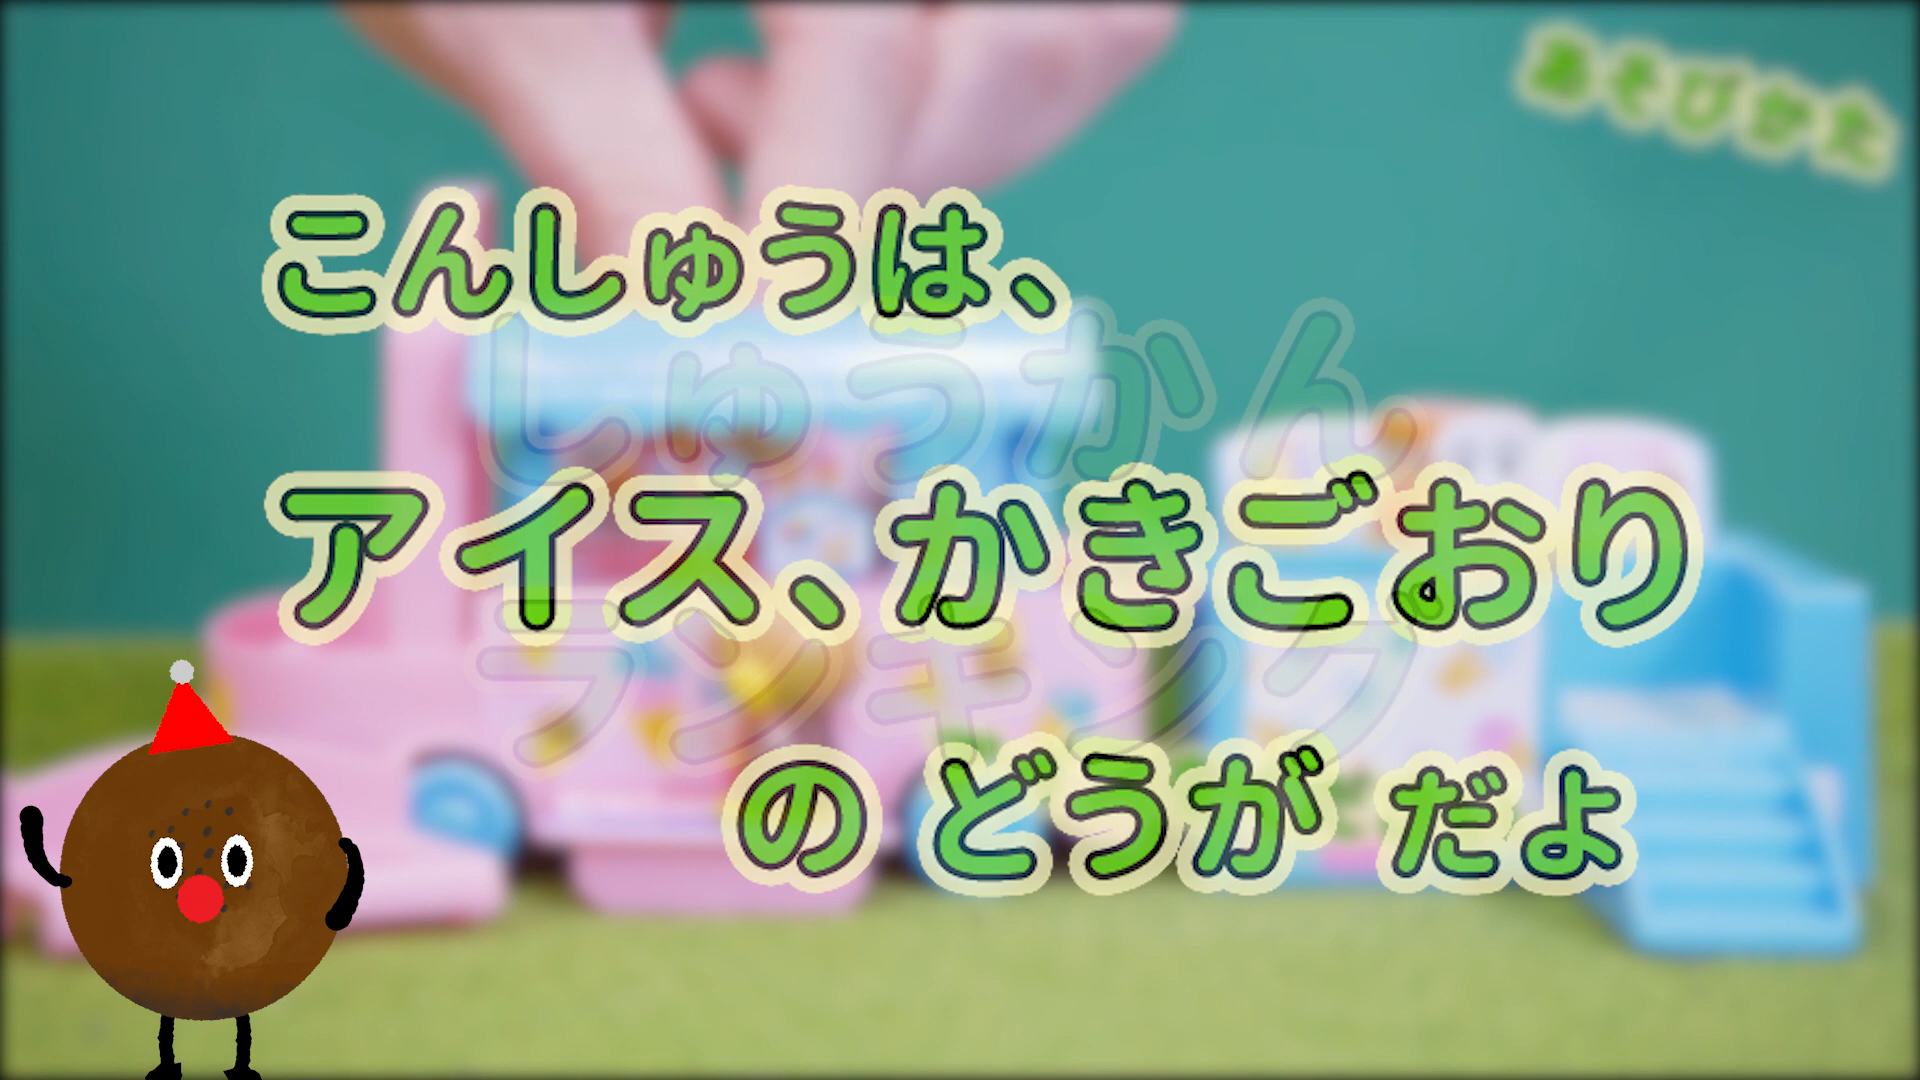 あそびかた
こんしゅうは、
しゅうかん
アイス、かきごおり
ランキング
の どうが だよ